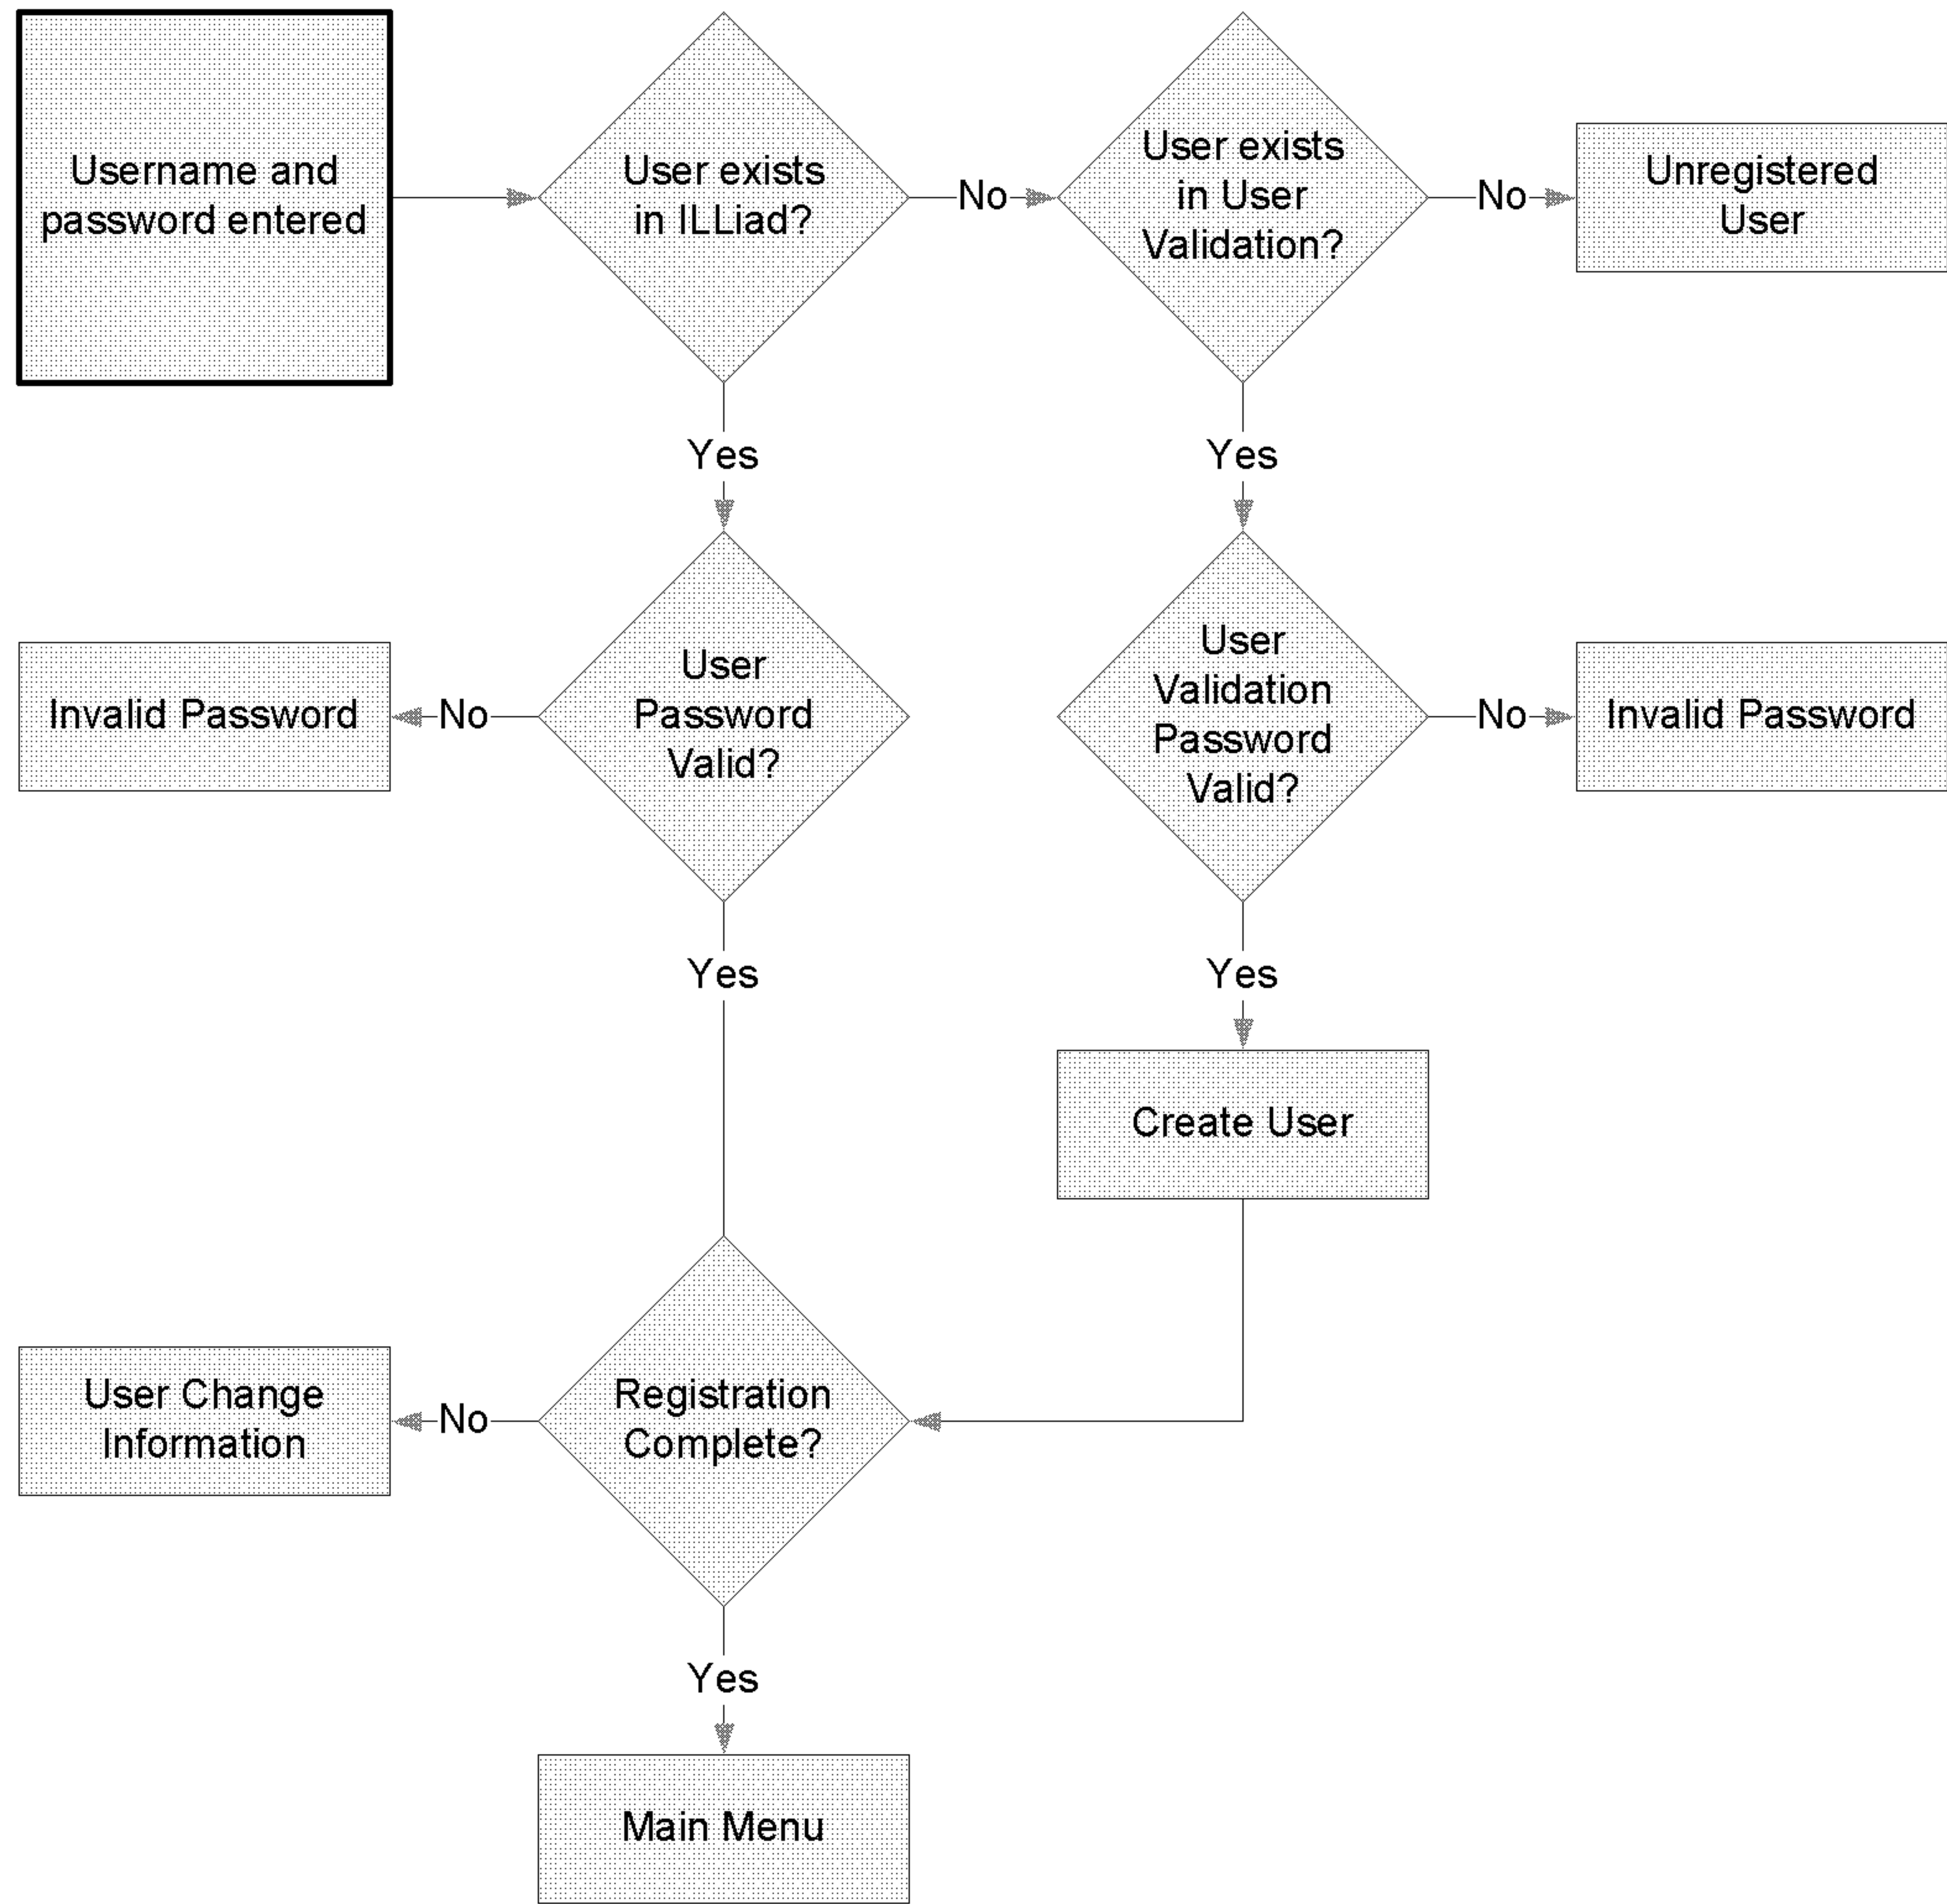 Username and
password entered
User exists
in ILLiad?
No
User exists
in User
Validation?
No
Unregistered
User
Yes
Yes
Invalid Password
No
User
Password
Valid?
User
Validation
Password
Valid?
No
Invalid Password
Yes
Yes
Create User
User Change
Information
No
Registration
Complete?
Yes
Main Menu